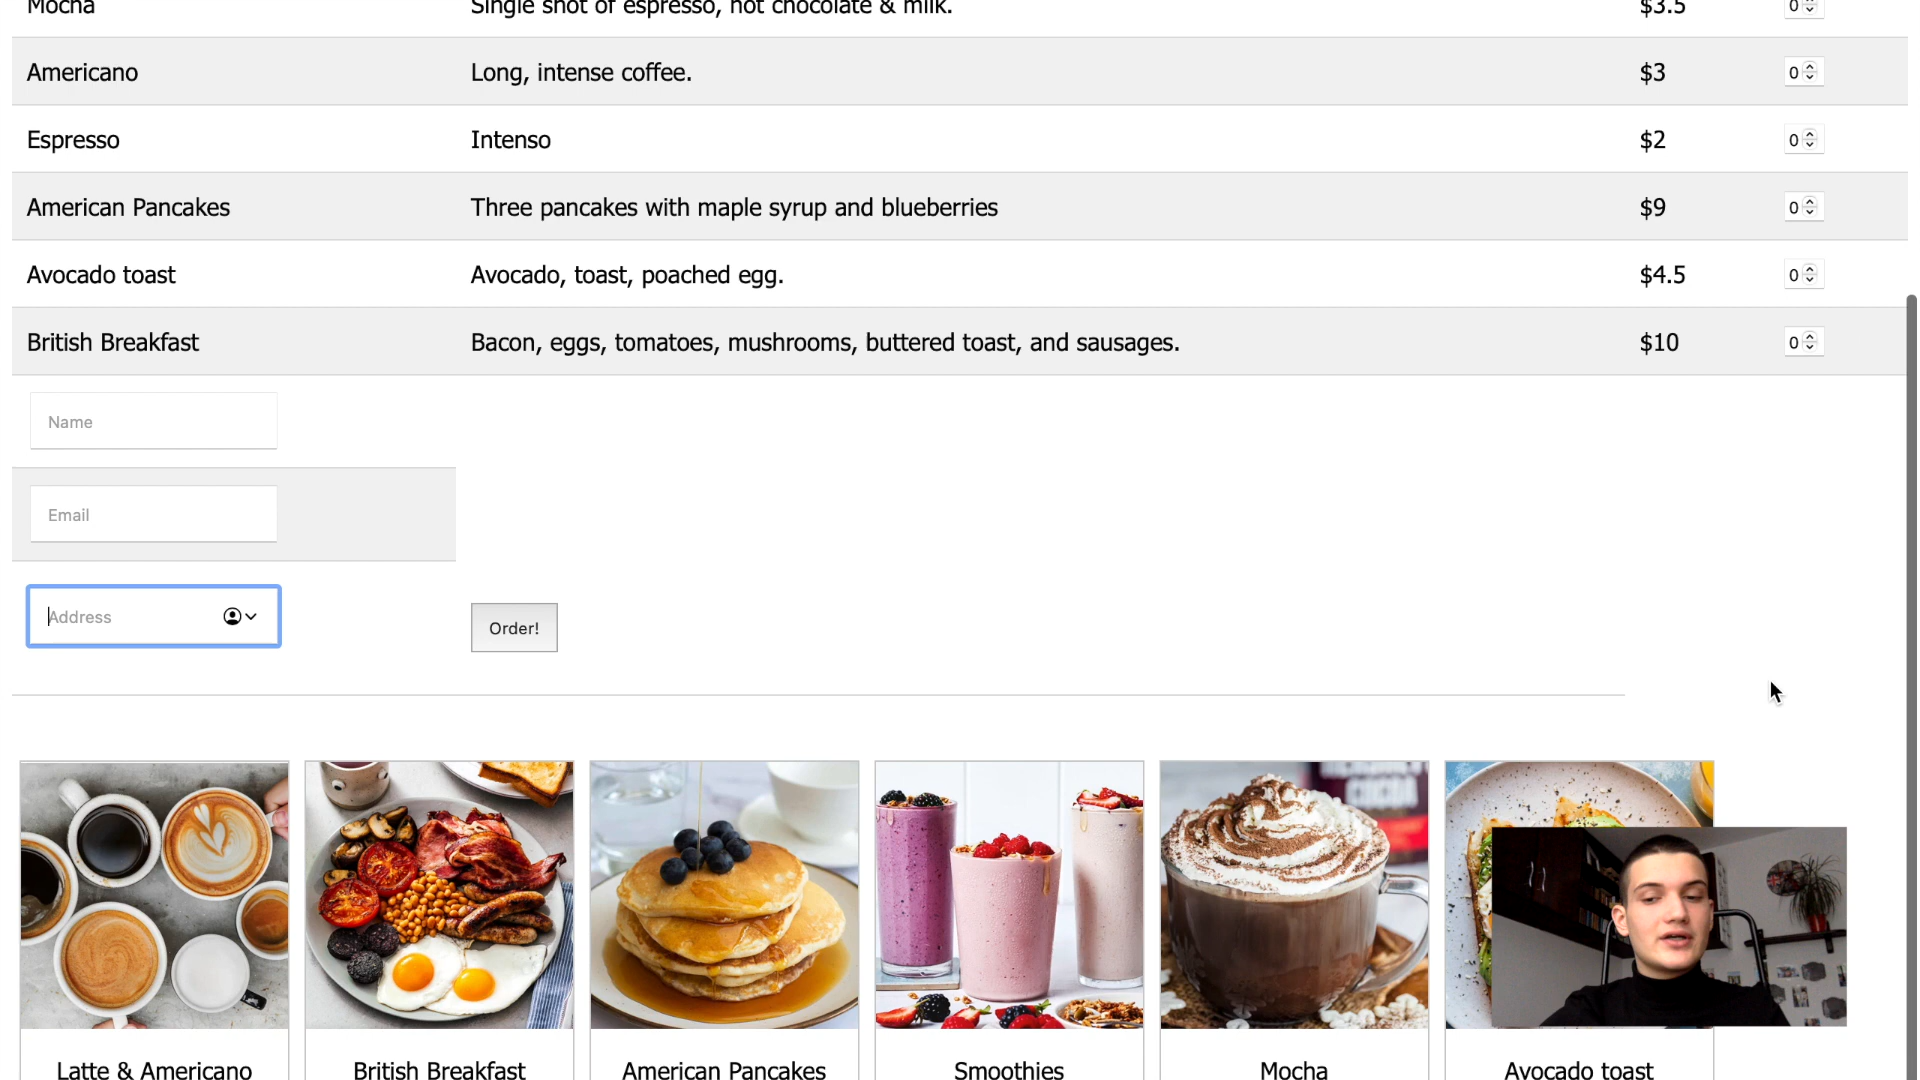 Mocha Single shot of espresso, hot chocolate & milk. $3.5 0
Americano Long, intense coffee. $3 0
Espresso Intenso $2 0
American Pancakes Three pancakes with maple syrup and blueberries $9 0
Avocado toast Avocado, toast, poached egg. $4.5 0
British Breakfast Bacon, eggs, tomatoes, mushrooms, buttered toast, and sausages. $10 0
Name
Email
Address
Order!
Latte & Americano
British Breakfast
American Pancakes
Smoothies
Mocha
Avocado toast